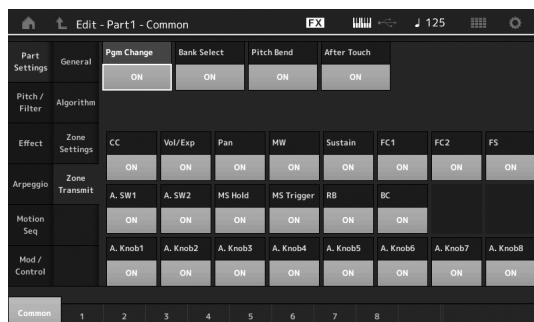 Edit - Part1 - Common FX 125
Part Settings General Pgm Change Bank Select Pitch Bend After Touch
ON ON ON ON
Pitch / Filter Algorithm
Effect Zone Settings CC Vol/Exp Pan MW Sustain FC1 FC2 FS
ON ON ON ON ON ON ON ON
Arpeggio Zone Transmit A. SW1 A. SW2 MS Hold MS Trigger RB BC
Motion Seq ON ON ON ON ON ON
Mod / Control A. Knob1 A. Knob2 A. Knob3 A. Knob4 A. Knob5 A. Knob6 A. Knob7 A. Knob8
ON ON ON ON ON ON ON ON
Common 1 2 3 4 5 6 7 8